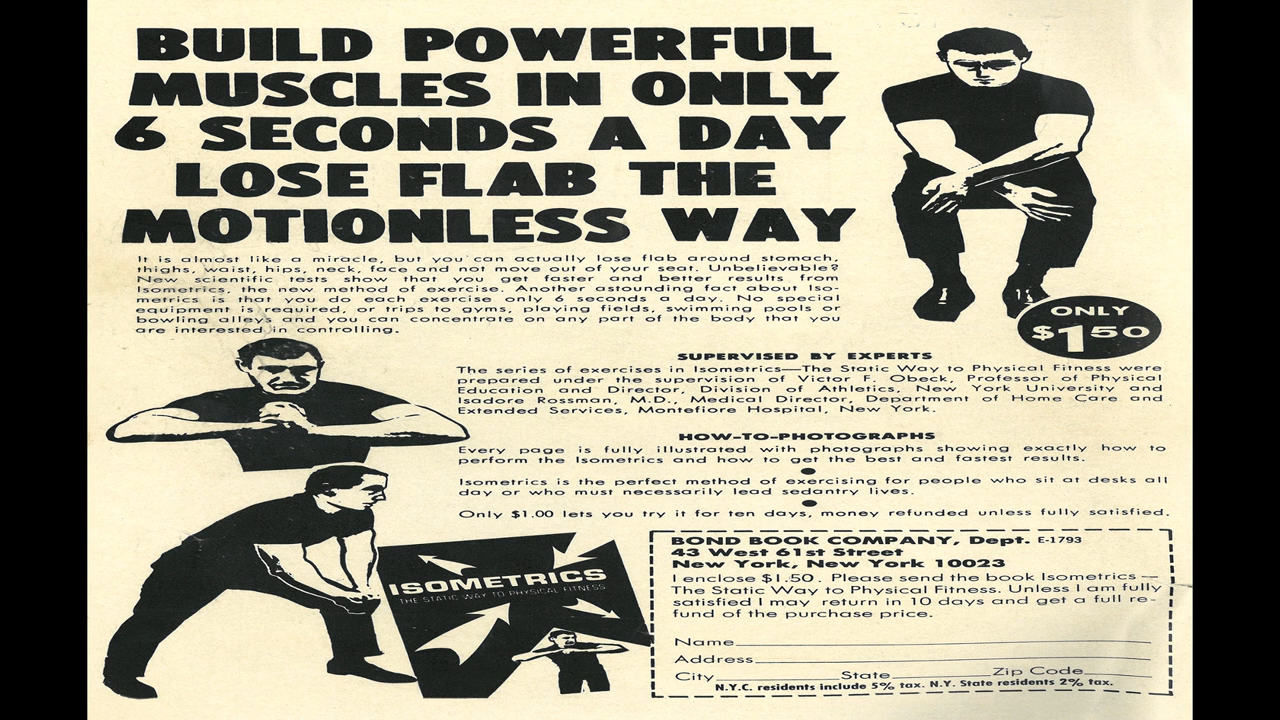 BUILD POWERFUL
MUSCLES IN ONLY
6 SECONDS A DAY
LOSE FLAB THE
MOTIONLESS WAY
It is almost like a miracle, but you can actually lose flab around stomach,
thighs, waist, hips, neck, face and not move out of your seat. Unbelievable?
New scientific tests show that you get faster and better results from
Isometrics, the new method of exercise. Another astounding fact about Iso-
metrics is that you do each exercise only 6 seconds a day. No special
equipment is required, or trips to gyms, playing fields, swimming pools or
bowling alleys and you can concentrate on any part of the body that you
are interested in controlling.
ONLY
$1.50
SUPERVISED BY EXPERTS
The series of exercises in Isometrics—The Static Way to Physical Fitness were
prepared under the supervision of Victor F. Obeck, Professor of Physical
Education and Director, Division of Athletics, New York University and
Isadore Rossman, M.D., Medical Director, Department of Home Care and
Extended Services, Montefiore Hospital, New York.
HOW-TO-PHOTOGRAPHS
Every page is fully illustrated with photographs showing exactly how to
perform the Isometrics and how to get the best and fastest results.
Isometrics is the perfect method of exercising for people who sit at desks all
day or who must necessarily lead sedantry lives.
Only $1.00 lets you try it for ten days, money refunded unless fully satisfied.
ISOMETRICS
THE STATIC WAY TO PHYSICAL FITNESS
BOND BOOK COMPANY, Dept. E-1793
43 West 61st Street
New York, New York 10023
I enclose $1.50. Please send the book Isometrics —
The Static Way to Physical Fitness. Unless I am fully
satisfied I may return in 10 days and get a full re-
fund of the purchase price.
Name
Address
City State Zip Code
N.Y.C. residents include 5% tax. N.Y. State residents 2% tax.